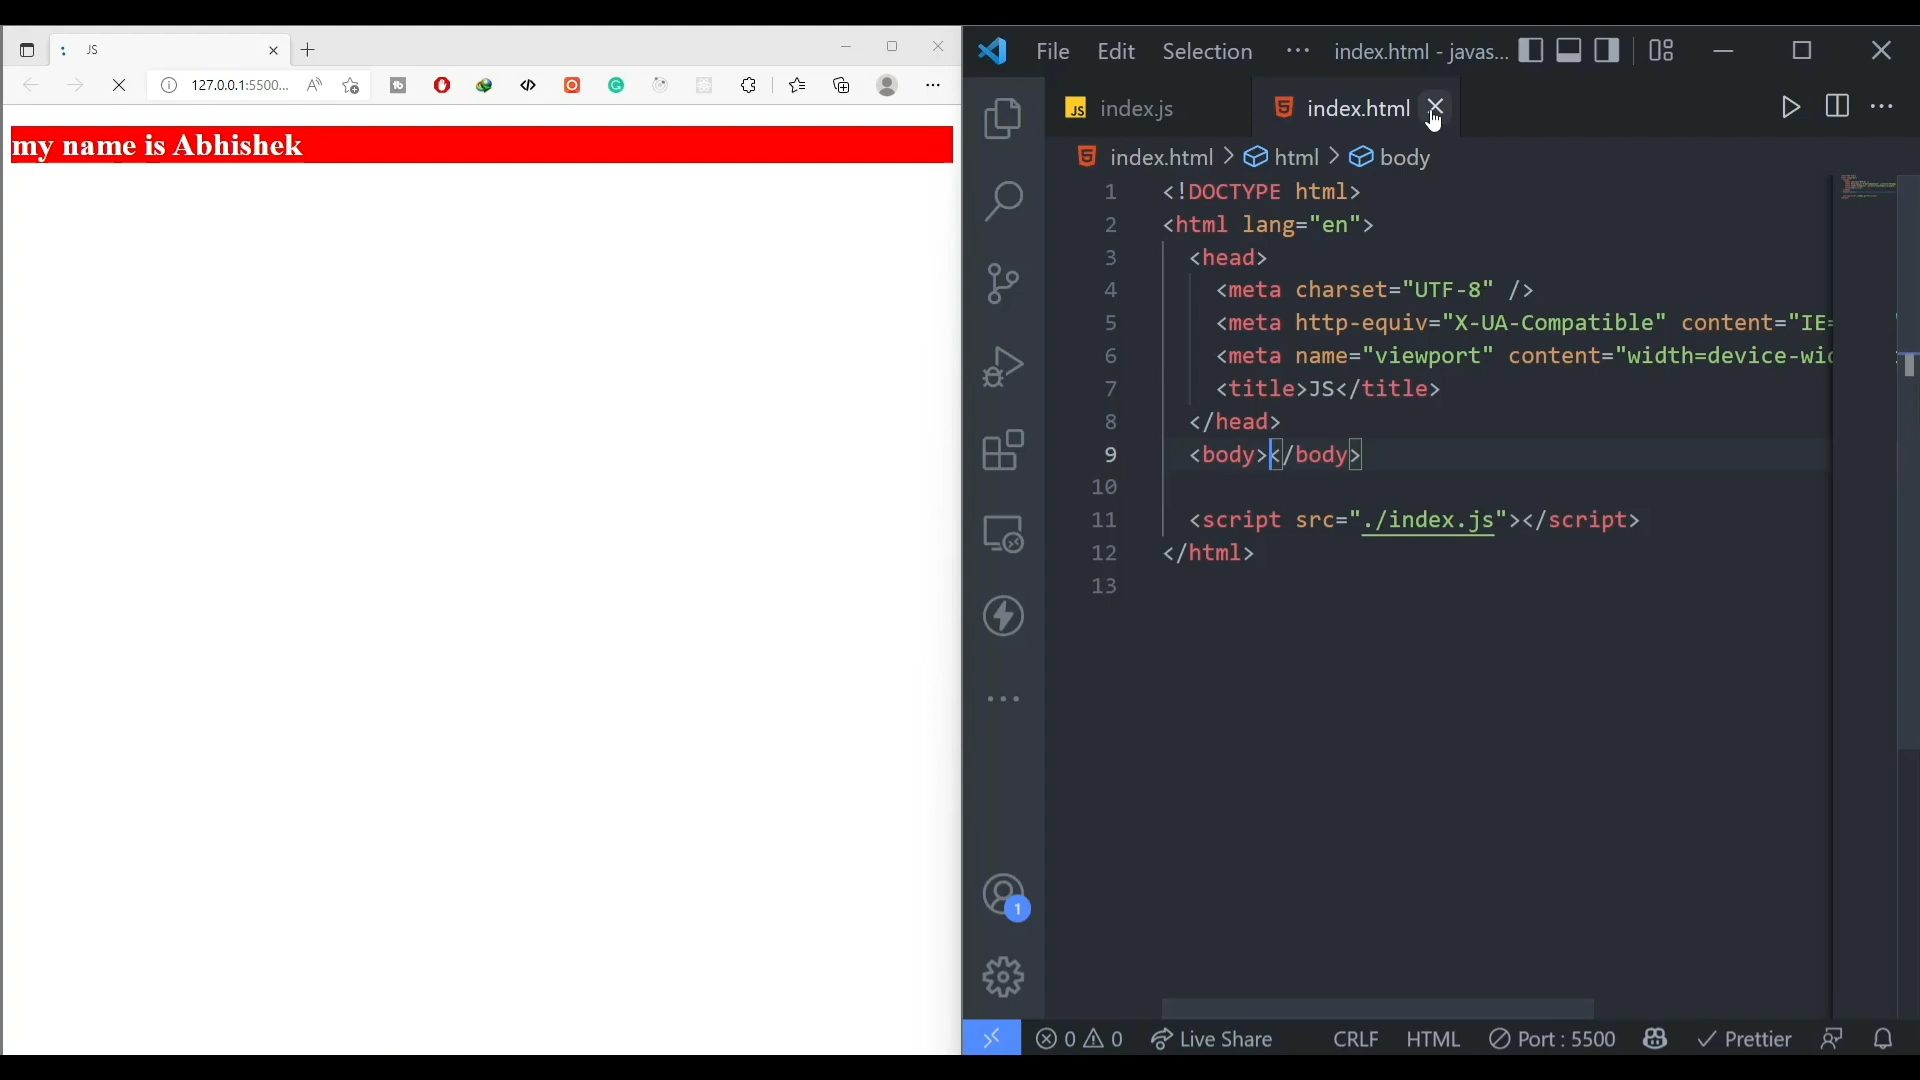 JS
127.0.0.1:5500...
my name is Abhishek
File Edit Selection ... index.html - javas...
index.js
index.html
index.html > html > body
1 <!DOCTYPE html>
2 <html lang="en">
3 <head>
4 <meta charset="UTF-8" />
5 <meta http-equiv="X-UA-Compatible" content="IE=
6 <meta name="viewport" content="width=device-wid
7 <title>JS</title>
8 </head>
9 <body></body>
10
11 <script src="./index.js"></script>
12 </html>
13
1
0 0 Live Share CRLF HTML Port : 5500 Prettier